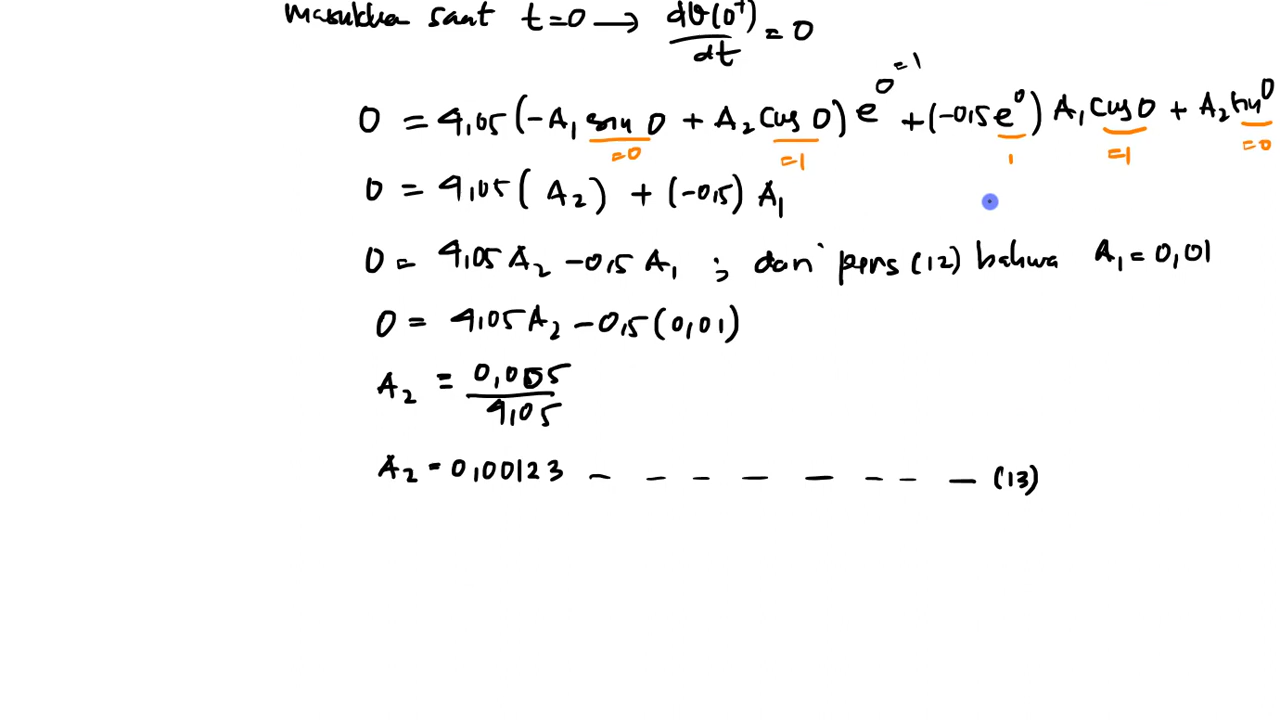 Masukkan saat t=0 → dθ(0⁺)/dt = 0
0 = 4,05 (-A₁ sin 0 + A₂ cos 0) e⁰ =1 + (-0,5 e⁰) A₁ cos 0 + A₂ sin 0
=0 =1 1 =1 =0
0 = 4,05 (A₂) + (-0,5) A₁
0 = 4,05 A₂ - 0,5 A₁ ; dari pers (12) bahwa A₁ = 0,01
0 = 4,05 A₂ - 0,5 (0,01)
A₂ = 0,005/4,05
A₂ = 0,00123 - - - - - - - - (13)